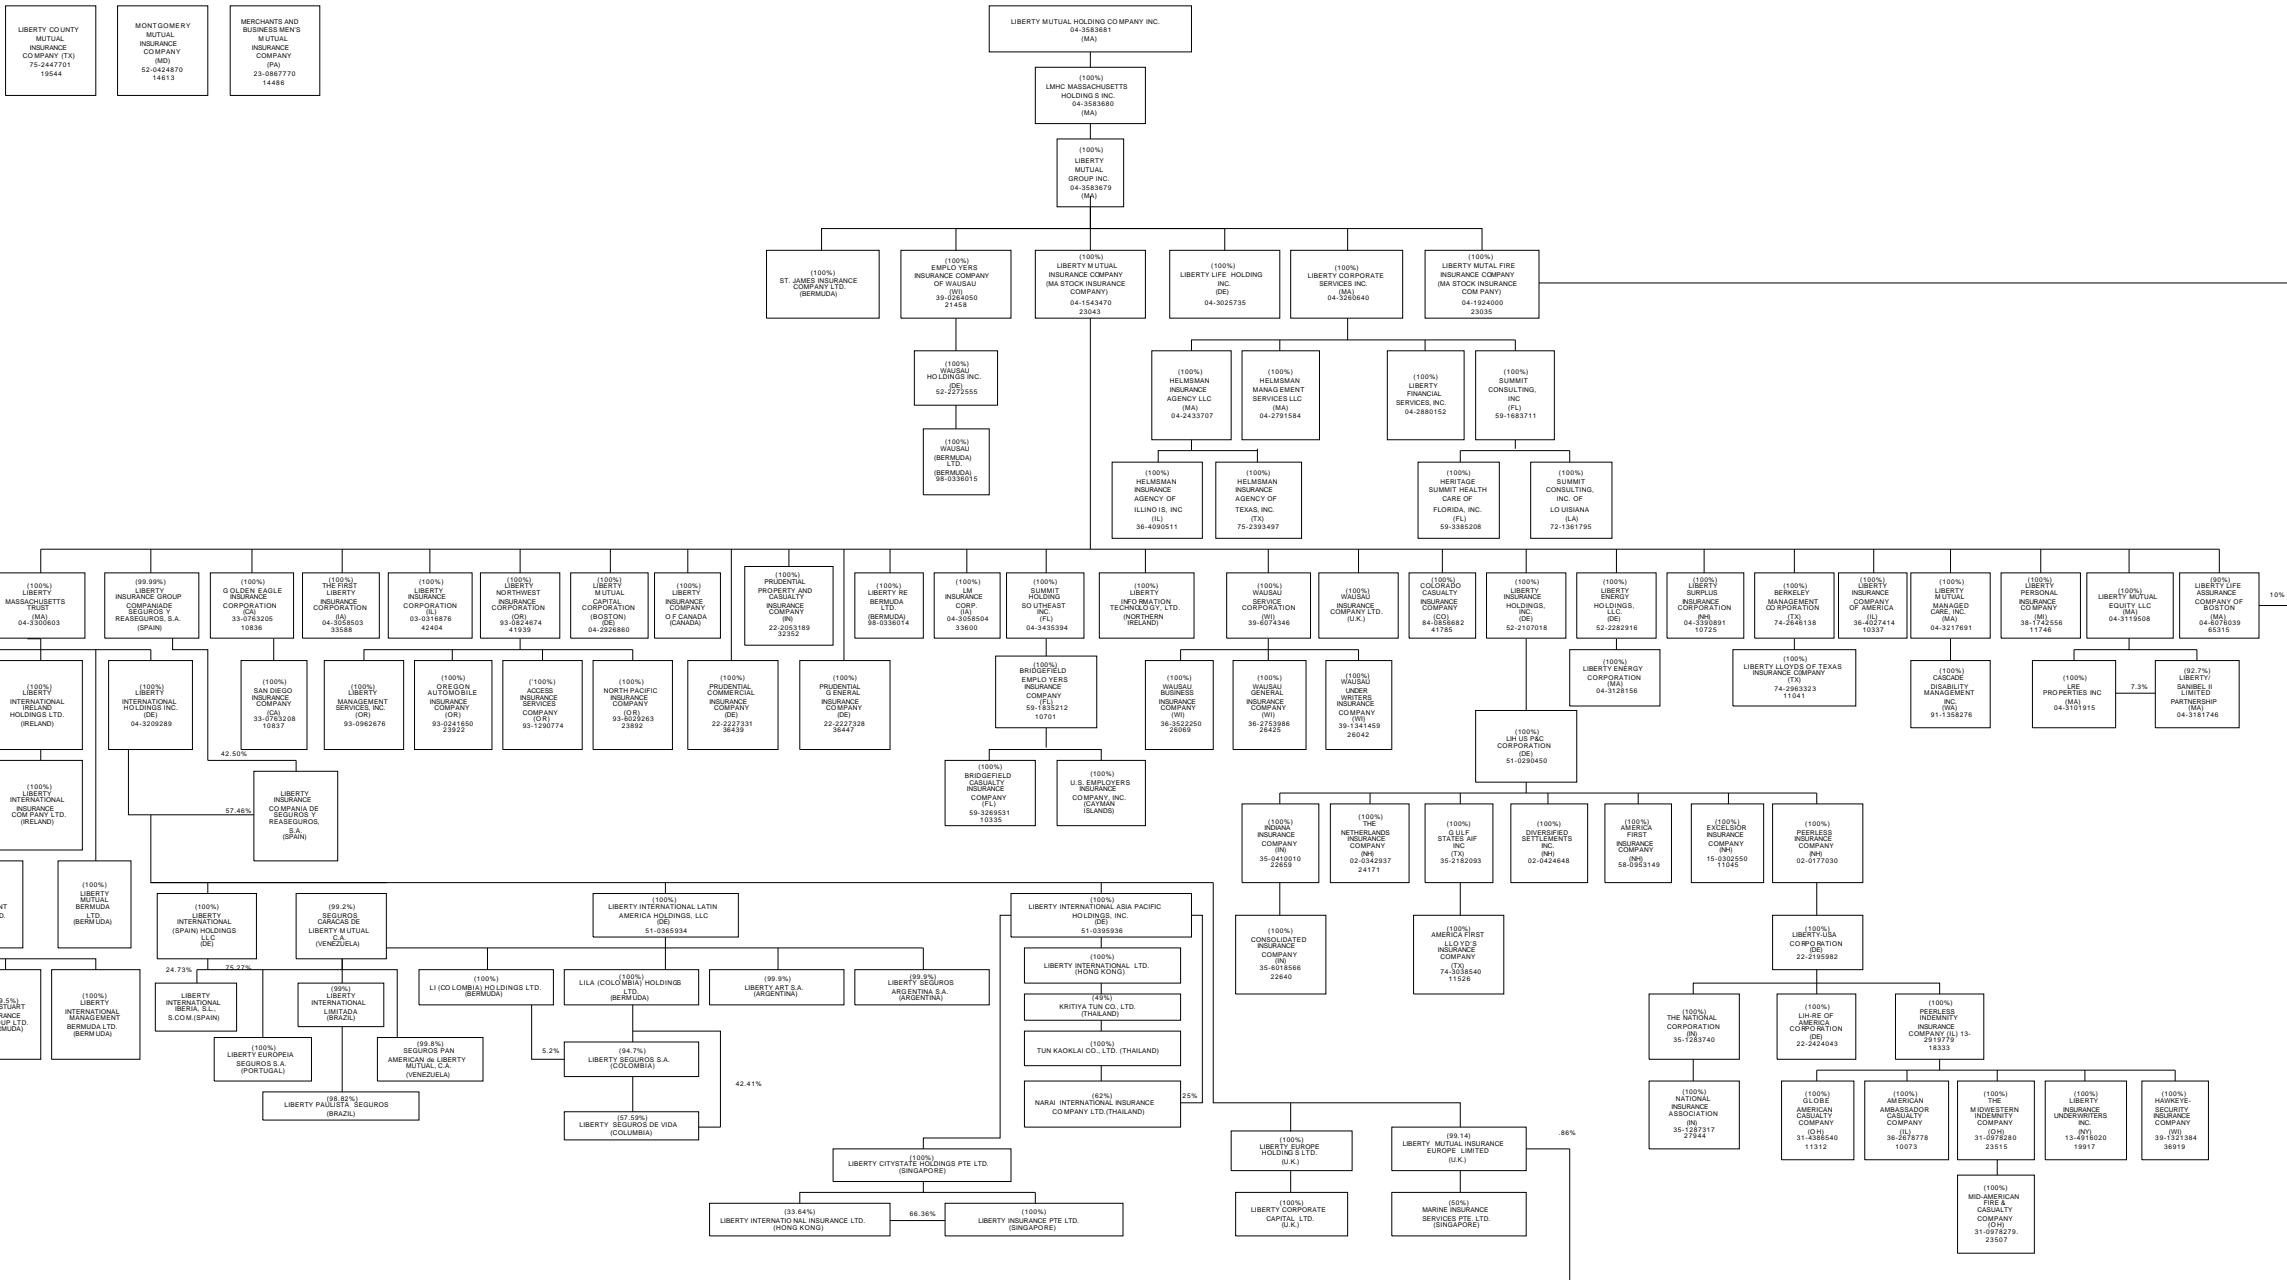 LIBERTY COUNTY
MUTUAL
INSURANCE
COMPANY (TX)
75-2447701
19544
MONTGOMERY
MUTUAL
INSURANCE
COMPANY
(MD)
52-0424870
14613
MERCHANTS AND
BUSINESS MEN'S
MUTUAL
INSURANCE
COMPANY
(PA)
23-0867770
14486
LIBERTY MUTUAL HOLDING COMPANY INC.
04-3583681
(MA)
(100%)
LMHC MASSACHUSETTS
HOLDINGS INC.
04-3583680
(MA)
(100%)
LIBERTY
MUTUAL
GROUP INC.
04-3583679
(MA)
(100%)
ST. JAMES INSURANCE
COMPANY LTD.
(BERMUDA)
(100%)
EMPLOYERS
INSURANCE COMPANY
OF WAUSAU
(WI)
39-0264050
21458
(100%)
LIBERTY MUTUAL
INSURANCE COMPANY
(MA STOCK INSURANCE
COMPANY)
04-1543470
23043
(100%)
LIBERTY LIFE HOLDING
INC.
(DE)
04-3025735
(100%)
LIBERTY CORPORATE
SERVICES INC.
(MA)
04-3260640
(100%)
LIBERTY MUTAL FIRE
INSURANCE COMPANY
(MA STOCK INSURANCE
COMPANY)
04-1924000
23035
(100%)
WAUSAU
HOLDINGS INC.
(DE)
52-2272555
(100%)
WAUSAU
(BERMUDA)
LTD.
(BERMUDA)
98-0336015
(100%)
HELMSMAN
INSURANCE
AGENCY LLC
(MA)
04-2433707
(100%)
HELMSMAN
MANAGEMENT
SERVICES LLC
(MA)
04-2791584
(100%)
LIBERTY
FINANCIAL
SERVICES, INC.
04-2880152
(100%)
SUMMIT
CONSULTING,
INC
(FL)
59-1683711
(100%)
HELMSMAN
INSURANCE
AGENCY OF
ILLINOIS, INC
(IL)
36-4090511
(100%)
HELMSMAN
INSURANCE
AGENCY OF
TEXAS, INC.
(TX)
75-2393497
(100%)
HERITAGE
SUMMIT HEALTH
CARE OF
FLORIDA, INC.
(FL)
59-3385208
(100%)
SUMMIT
CONSULTING,
INC. OF
LOUISIANA
(LA)
72-1361795
(100%)
LIBERTY
MASSACHUSETTS
TRUST
(MA)
04-3300603
(99.99%)
LIBERTY
INSURANCE GROUP
COMPANIADE
SEGUROS Y
REASEGUROS, S.A.
(SPAIN)
(100%)
GOLDEN EAGLE
INSURANCE
CORPORATION
(CA)
33-0763205
10836
(100%)
THE FIRST
LIBERTY
INSURANCE
CORPORATION
(IA)
04-3058503
33588
(100%)
LIBERTY
INSURANCE
CORPORATION
(IL)
03-0316876
42404
(100%)
LIBERTY
NORTHWEST
INSURANCE
CORPORATION
(OR)
93-0824674
41939
(100%)
LIBERTY
MUTUAL
CAPITAL
CORPORATION
(BOSTON)
(DE)
04-2926860
(100%)
LIBERTY
INSURANCE
COMPANY
OF CANADA
(CANADA)
(100%)
PRUDENTIAL
PROPERTY AND
CASUALTY
INSURANCE
COMPANY
(IN)
22-2053189
32352
(100%)
LIBERTY RE
BERMUDA
LTD.
(BERMUDA)
98-0336014
(100%)
LM
INSURANCE
CORP.
(IA)
04-3058504
33600
(100%)
SUMMIT
HOLDING
SOUTHEAST
INC.
(FL)
04-3435394
(100%)
LIBERTY
INFORMATION
TECHNOLOGY, LTD.
(NORTHERN
IRELAND)
(100%)
WAUSAU
SERVICE
CORPORATION
(WI)
39-6074346
(100%)
WAUSAU
INSURANCE
COMPANY LTD.
(U.K.)
(100%)
COLORADO
CASUALTY
INSURANCE
COMPANY
(CO)
84-0856682
41785
(100%)
LIBERTY
INSURANCE
HOLDINGS,
INC.
(DE)
52-2107018
(100%)
LIBERTY
ENERGY
HOLDINGS,
LLC.
(DE)
52-2282916
(100%)
LIBERTY
SURPLUS
INSURANCE
CORPORATION
(NH)
04-3390891
10725
(100%)
BERKELEY
MANAGEMENT
CORPORATION
(TX)
74-2646138
(100%)
LIBERTY
INSURANCE
COMPANY
OF AMERICA
(IL)
36-4027414
10337
(100%)
LIBERTY
MUTUAL
MANAGED
CARE, INC.
(MA)
04-3217691
(100%)
LIBERTY
PERSONAL
INSURANCE
COMPANY
(MI)
38-1742556
11746
(100%)
LIBERTY MUTUAL
EQUITY LLC
(MA)
04-3119508
(90%)
LIBERTY LIFE
ASSURANCE
COMPANY OF
BOSTON
(MA)
04-6076039
65315
10%
(100%)
LIBERTY
INTERNATIONAL
IRELAND
HOLDINGS LTD.
(IRELAND)
(100%)
LIBERTY
INTERNATIONAL
HOLDINGS INC.
(DE)
04-3209289
(100%)
SAN DIEGO
INSURANCE
COMPANY
(CA)
33-0763208
10837
(100%)
LIBERTY
MANAGEMENT
SERVICES, INC.
(OR)
93-0962676
(100%)
OREGON
AUTOMOBILE
INSURANCE
COMPANY
(OR)
93-0241650
23922
('100%)
ACCESS
INSURANCE
SERVICES
COMPANY
(OR)
93-1290774
(100%)
NORTH PACIFIC
INSURANCE
COMPANY
(OR)
93-6029263
23892
(100%)
PRUDENTIAL
COMMERCIAL
INSURANCE
COMPANY
(DE)
22-2227331
36439
(100%)
PRUDENTIAL
GENERAL
INSURANCE
COMPANY
(DE)
22-2227328
36447
(100%)
BRIDGEFIELD
EMPLOYERS
INSURANCE
COMPANY
(FL)
59-1835212
10701
(100%)
WAUSAU
BUSINESS
INSURANCE
COMPANY
(WI)
36-3522250
26069
(100%)
WAUSAU
GENERAL
INSURANCE
COMPANY
(WI)
36-2753986
26425
(100%)
WAUSAU
UNDER
WRITERS
INSURANCE
COMPANY
(WI)
39-1341459
26042
(100%)
LIBERTY ENERGY
CORPORATION
(MA)
04-3128156
(100%)
LIBERTY LLOYDS OF TEXAS
INSURANCE COMPANY
(TX)
74-2963323
11041
(100%)
CASCADE
DISABILITY
MANAGEMENT
INC.
(WA)
91-1358276
(100%)
LRE
PROPERTIES INC
(MA)
04-3101915
7.3%
(92.7%)
LIBERTY/
SANIBEL II
LIMITED
PARTNERSHIP
(MA)
04-3181746
42.50%
(100%)
LIBERTY
INTERNATIONAL
INSURANCE
COMPANY LTD.
(IRELAND)
57.46%
LIBERTY
INSURANCE
COMPANIA DE
SEGUROS Y
REASEGUROS,
S.A.
(SPAIN)
(100%)
BRIDGEFIELD
CASUALTY
INSURANCE
COMPANY
(FL)
59-3269531
10335
(100%)
U.S. EMPLOYERS
INSURANCE
COMPANY, INC.
(CAYMAN
ISLANDS)
(100%)
LIH US P&C
CORPORATION
(DE)
51-0290450
(100%)
INDIANA
INSURANCE
COMPANY
(IN)
35-0410010
22659
(100%)
THE
NETHERLANDS
INSURANCE
COMPANY
(NH)
02-0342937
24171
(100%)
GULF
STATES AIF
INC
(TX)
35-2182093
(100%)
DIVERSIFIED
SETTLEMENTS
INC.
(NH)
02-0424648
(100%)
AMERICA
FIRST
INSURANCE
COMPANY
(NH)
58-0953149
(100%)
EXCELSIOR
INSURANCE
COMPANY
(NH)
15-0302550
11045
(100%)
PEERLESS
INSURANCE
COMPANY
(NH)
02-0177030
NT
D.
(100%)
LIBERTY
MUTUAL
BERMUDA
LTD.
(BERMUDA)
(100%)
LIBERTY
INTERNATIONAL
(SPAIN) HOLDINGS
LLC
(DE)
(99.2%)
SEGUROS
CARACAS DE
LIBERTY MUTUAL
C.A.
(VENEZUELA)
(100%)
LIBERTY INTERNATIONAL LATIN
AMERICA HOLDINGS, LLC
(DE)
51-0365934
(100%)
LIBERTY INTERNATIONAL ASIA PACIFIC
HOLDINGS, INC.
(DE)
51-0395936
(100%)
CONSOLIDATED
INSURANCE
COMPANY
(IN)
35-6018566
22640
(100%)
AMERICA FIRST
LLOYD'S
INSURANCE
COMPANY
(TX)
74-3038540
11526
(100%)
LIBERTY-USA
CORPORATION
(DE)
22-2195982
24.73%
75.27%
.5%)
STUART
RANCE
UP LTD.
MUDA)
(100%)
LIBERTY
INTERNATIONAL
MANAGEMENT
BERMUDA LTD.
(BERMUDA)
LIBERTY
INTERNATIONAL
IBERIA, S.L.,
S.COM.(SPAIN)
(99%)
LIBERTY
INTERNATIONAL
LIMITADA
(BRAZIL)
(100%)
LI (COLOMBIA) HOLDINGS LTD.
(BERMUDA)
(100%)
LILA (COLOMBIA) HOLDINGS
LTD.
(BERMUDA)
(99.9%)
LIBERTY ART S.A.
(ARGENTINA)
(99.9%)
LIBERTY SEGUROS
ARGENTINA S.A.
(ARGENTINA)
(100%)
LIBERTY INTERNATIONAL LTD.
(HONG KONG)
(49%)
KRITIYA TUN CO., LTD.
(THAILAND)
(100%)
TUN KAOKLAI CO., LTD. (THAILAND)
(62%)
NARAI INTERNATIONAL INSURANCE
COMPANY LTD.(THAILAND)
25%
(100%)
LIBERTY EUROPEIA
SEGUROS S.A.
(PORTUGAL)
(99.8%)
SEGUROS PAN
AMERICAN de LIBERTY
MUTUAL, C.A.
(VENEZUELA)
(98.82%)
LIBERTY PAULISTA SEGUROS
(BRAZIL)
5.2%
(94.7%)
LIBERTY SEGUROS S.A.
(COLOMBIA)
42.41%
(57.59%)
LIBERTY SEGUROS DE VIDA
(COLUMBIA)
(100%)
THE NATIONAL
CORPORATION
(IN)
35-1283740
(100%)
LIH-RE OF
AMERICA
CORPORATION
(DE)
22-2424043
(100%)
PEERLESS
INDEMNITY
INSURANCE
COMPANY (IL) 13-
2919779
18333
(100%)
NATIONAL
INSURANCE
ASSOCIATION
(IN)
35-1287317
27944
(100%)
GLOBE
AMERICAN
CASUALTY
COMPANY
(OH)
31-4386540
11312
(100%)
AMERICAN
AMBASSADOR
CASUALTY
COMPANY
(IL)
36-2678778
10073
(100%)
THE
MIDWESTERN
INDEMNITY
COMPANY
(OH)
31-0978280
23515
(100%)
LIBERTY
INSURANCE
UNDERWRITERS
INC.
(NY)
13-4916020
19917
(100%)
HAWKEYE-
SECURITY
INSURANCE
COMPANY
(WI)
39-1321384
36919
(100%)
LIBERTY CITYSTATE HOLDINGS PTE LTD.
(SINGAPORE)
(100%)
LIBERTY EUROPE
HOLDINGS LTD.
(U.K.)
(99.14)
LIBERTY MUTUAL INSURANCE
EUROPE LIMITED
(U.K.)
.86%
(33.64%)
LIBERTY INTERNATIONAL INSURANCE LTD.
(HONG KONG)
66.36%
(100%)
LIBERTY INSURANCE PTE LTD.
(SINGAPORE)
(100%)
LIBERTY CORPORATE
CAPITAL LTD.
(U.K.)
(50%)
MARINE INSURANCE
SERVICES PTE. LTD.
(SINGAPORE)
(100%)
MID-AMERICAN
FIRE &
CASUALTY
COMPANY
(OH)
31-0978279.
23507